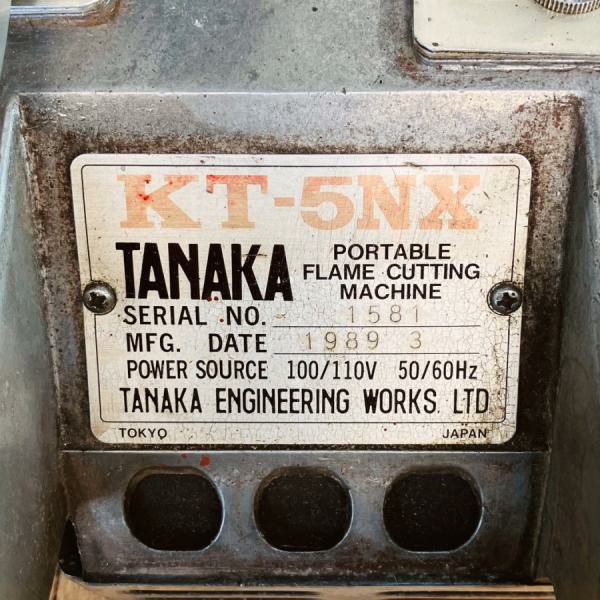 KT-5NX
TANAKA PORTABLE FLAME CUTTING MACHINE
SERIAL NO. 1581
MFG. DATE 1989 3
POWER SOURCE 100/110V 50/60Hz
TANAKA ENGINEERING WORKS. LTD
TOKYO JAPAN